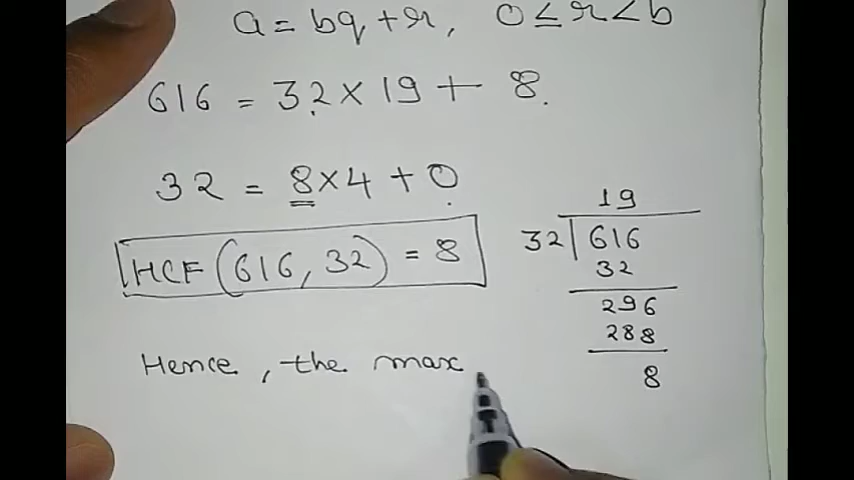 a = bq + r, 0 ≤ r < b
616 = 32 × 19 + 8.
32 = 8 × 4 + 0
HCF (616, 32) = 8
Hence, the max
19
32 616
32
296
288
8